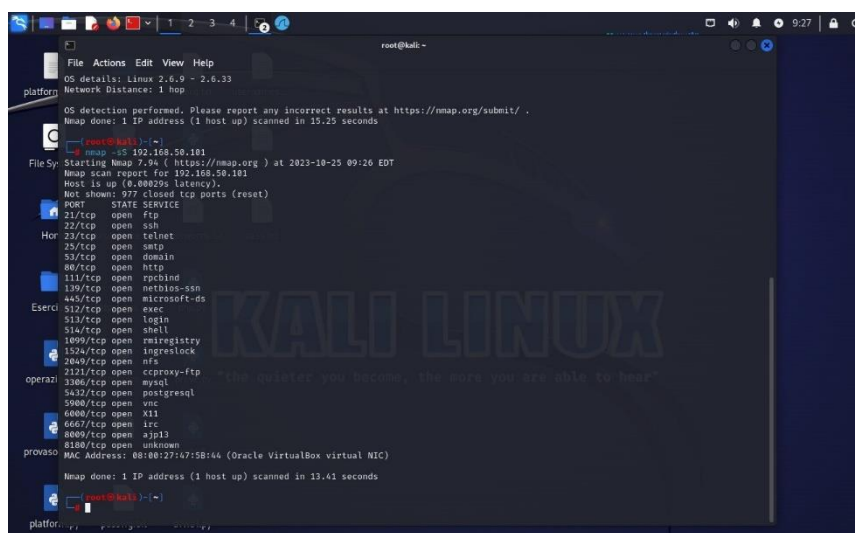 1 2 3 4
2
9:27
root@kali: ~
File Actions Edit View Help
OS details: Linux 2.6.9 - 2.6.33
Network Distance: 1 hop
OS detection performed. Please report any incorrect results at https://nmap.org/submit/ .
Nmap done: 1 IP address (1 host up) scanned in 15.25 seconds
(root㉿kali)-[~]
# nmap -sS 192.168.50.101
Starting Nmap 7.94 ( https://nmap.org ) at 2023-10-25 09:26 EDT
Nmap scan report for 192.168.50.101
Host is up (0.00029s latency).
Not shown: 977 closed tcp ports (reset)
PORT STATE SERVICE
21/tcp open ftp
22/tcp open ssh
23/tcp open telnet
25/tcp open smtp
53/tcp open domain
80/tcp open http
111/tcp open rpcbind
139/tcp open netbios-ssn
445/tcp open microsoft-ds
512/tcp open exec
513/tcp open login
514/tcp open shell
1099/tcp open rmiregistry
1524/tcp open ingreslock
2049/tcp open nfs
2121/tcp open ccproxy-ftp
3306/tcp open mysql
5432/tcp open postgresql
5900/tcp open vnc
6000/tcp open X11
6667/tcp open irc
8009/tcp open ajp13
8180/tcp open unknown
MAC Address: 08:00:27:47:5B:44 (Oracle VirtualBox virtual NIC)
Nmap done: 1 IP address (1 host up) scanned in 13.41 seconds
(root㉿kali)-[~]
#
KALI LINUX
"the quieter you become, the more you are able to hear"
platforn
File Sy
Hor
Eserci
operazi
provaso
platfor